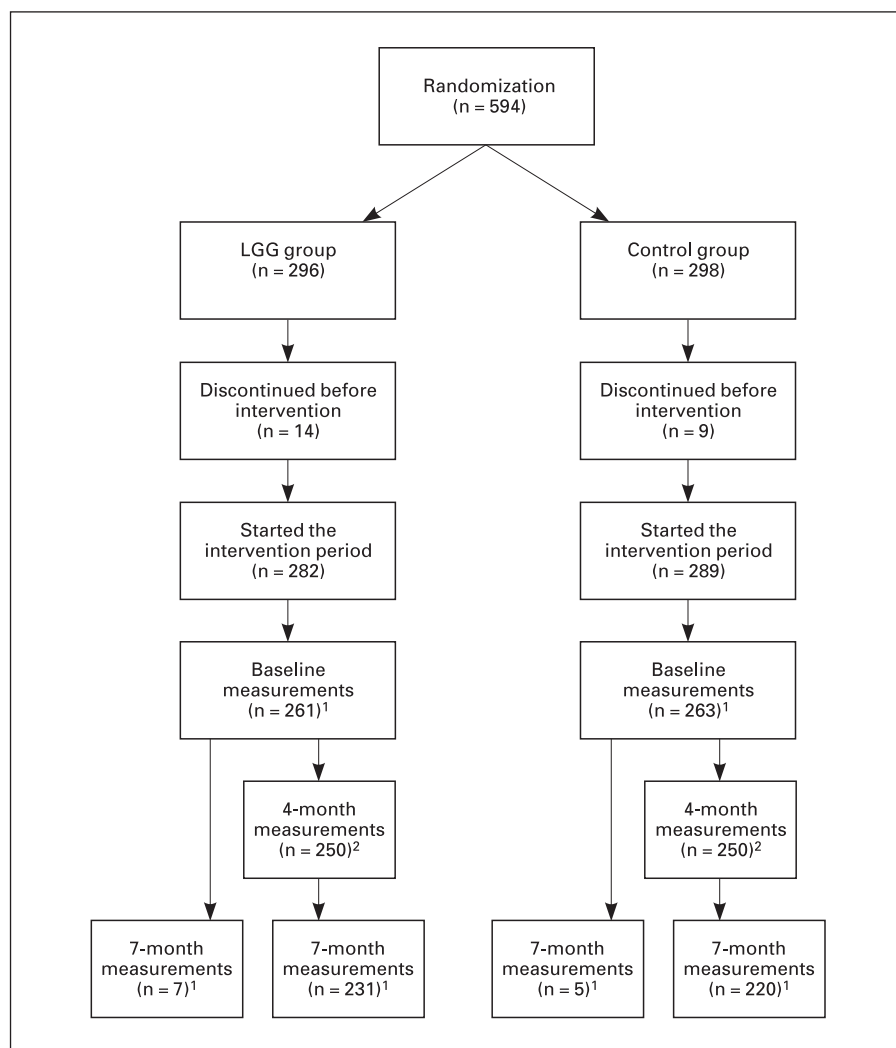 Randomization
(n = 594)
LGG group
(n = 296)
Control group
(n = 298)
Discontinued before
intervention
(n = 14)
Discontinued before
intervention
(n = 9)
Started the
intervention period
(n = 282)
Started the
intervention period
(n = 289)
Baseline
measurements
(n = 261)¹
Baseline
measurements
(n = 263)¹
4-month
measurements
(n = 250)²
4-month
measurements
(n = 250)²
7-month
measurements
(n = 7)¹
7-month
measurements
(n = 231)¹
7-month
measurements
(n = 5)¹
7-month
measurements
(n = 220)¹